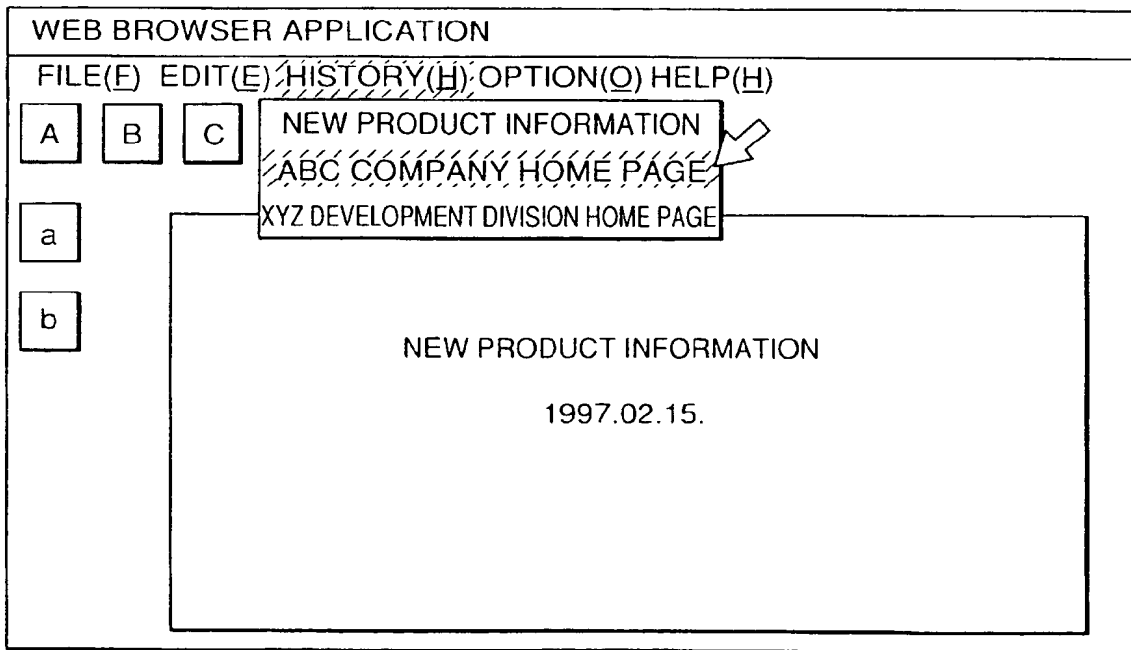 WEB BROWSER APPLICATION
FILE(F) EDIT(E) HISTORY(H) OPTION(O) HELP(H)
A B C
NEW PRODUCT INFORMATION
ABC COMPANY HOME PAGE
XYZ DEVELOPMENT DIVISION HOME PAGE
a
b
NEW PRODUCT INFORMATION
1997.02.15.